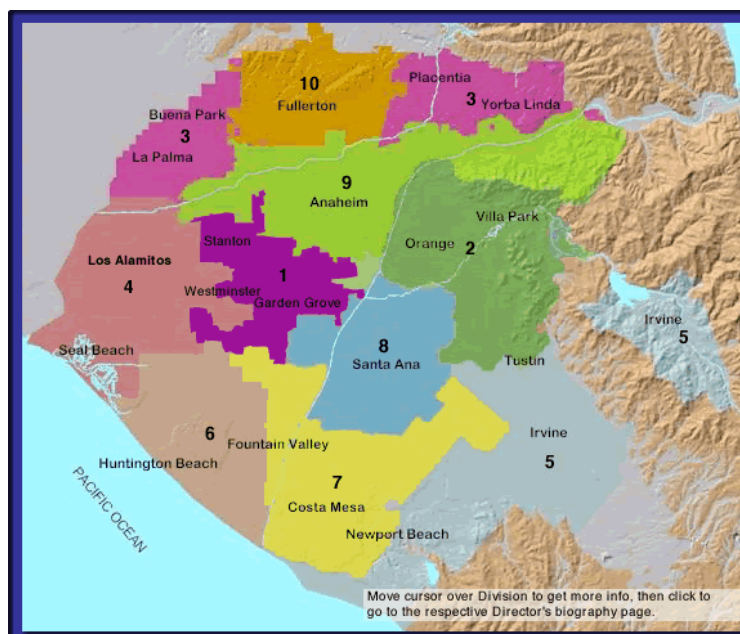 10
Fullerton
Placentia
3
Yorba Linda
Buena Park
3
La Palma
9
Anaheim
Villa Park
Orange
2
Stanton
Los Alamitos
4
1
Westminster
Garden Grove
Irvine
5
Seal Beach
8
Santa Ana
Tustin
6
Fountain Valley
Huntington Beach
Irvine
5
7
Costa Mesa
Newport Beach
PACIFIC OCEAN
Move cursor over Division to get more info, then click to
go to the respective Director's biography page.